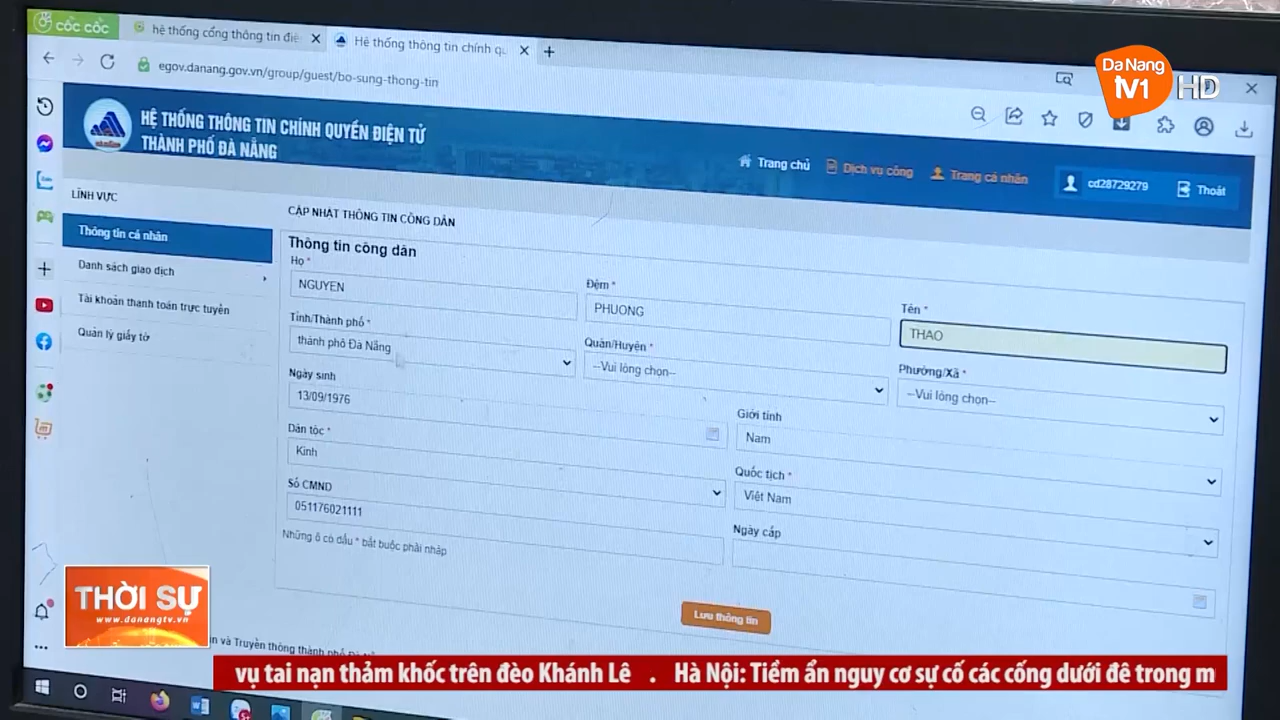 cốc cốc
hệ thống cổng thông tin điệ
Hệ thống thông tin chính qu
egov.danang.gov.vn/group/guest/bo-sung-thong-tin
Da Nang
TV1 HD
HỆ THỐNG THÔNG TIN CHÍNH QUYỀN ĐIỆN TỬ
THÀNH PHỐ ĐÀ NẴNG
Trang chủ
Dịch vụ công
Trang cá nhân
cd28729279
Thoát
LĨNH VỰC
Thông tin cá nhân
Danh sách giao dịch
Tài khoản thanh toán trực tuyến
Quản lý giấy tờ
CẬP NHẬT THÔNG TIN CÔNG DÂN
Thông tin công dân
Họ *
NGUYEN
Đệm *
PHUONG
Tên *
THAO
Tỉnh/Thành phố *
thành phố Đà Nẵng
Quận/Huyện *
--Vui lòng chọn--
Phường/Xã *
--Vui lòng chọn--
Ngày sinh
13/09/1976
Giới tính
Nam
Dân tộc *
Kinh
Quốc tịch *
Việt Nam
Số CMND
051176021111
Ngày cấp
Những ô có dấu * bắt buộc phải nhập
Lưu thông tin
THỜI SỰ
www.danangtv.vn
in và Truyền thông thành phố
vụ tai nạn thảm khốc trên đèo Khánh Lê . Hà Nội: Tiềm ẩn nguy cơ sự cố các cống dưới đê trong m